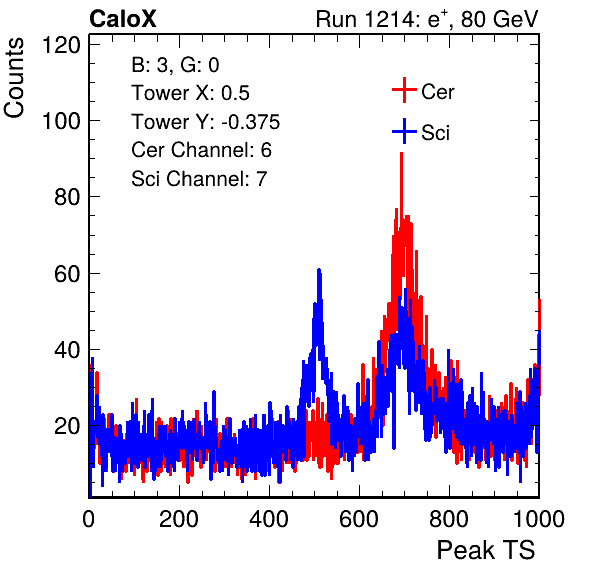 CaloX Run 1214: e⁺, 80 GeV
Counts
120
100
80
60
40
20
B: 3, G: 0
Tower X: 0.5
Tower Y: -0.375
Cer Channel: 6
Sci Channel: 7
Cer
Sci
0 200 400 600 800 1000
Peak TS